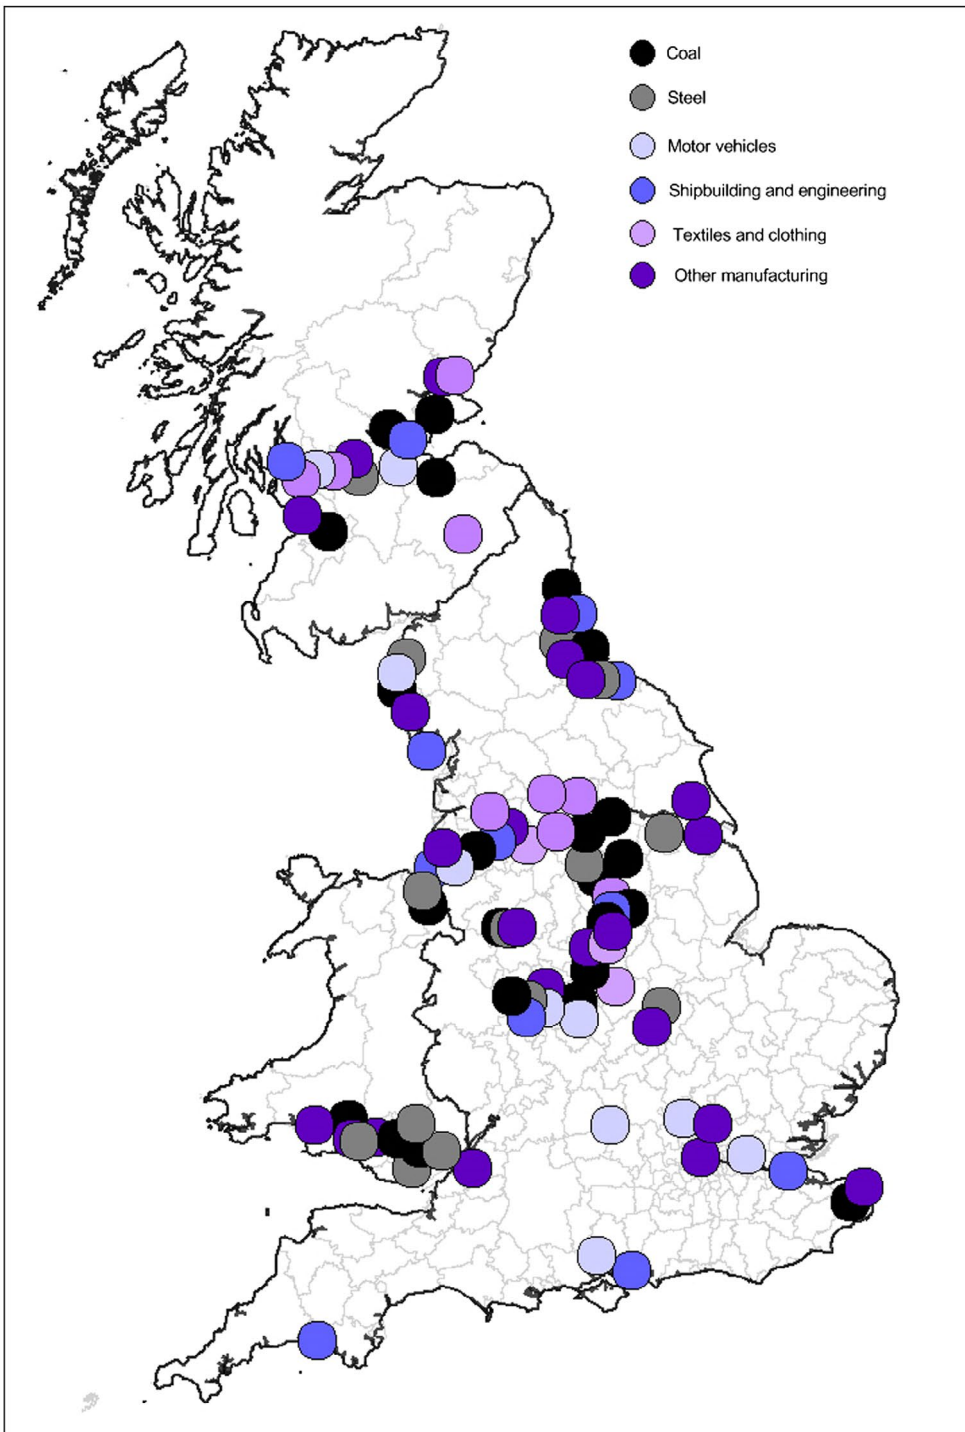 Coal
Steel
Motor vehicles
Shipbuilding and engineering
Textiles and clothing
Other manufacturing